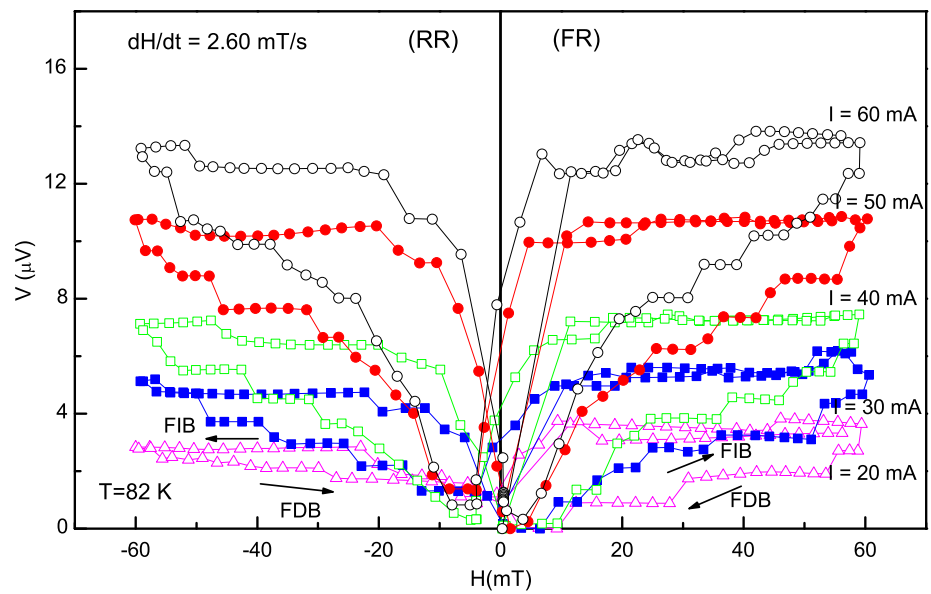 dH/dt = 2.60 mT/s
(RR)
(FR)
16
I = 60 mA
12
I = 50 mA
V (μV)
8
I = 40 mA
4
I = 30 mA
FIB
FIB
I = 20 mA
T=82 K
FDB
FDB
0
-60
-40
-20
0
20
40
60
H(mT)